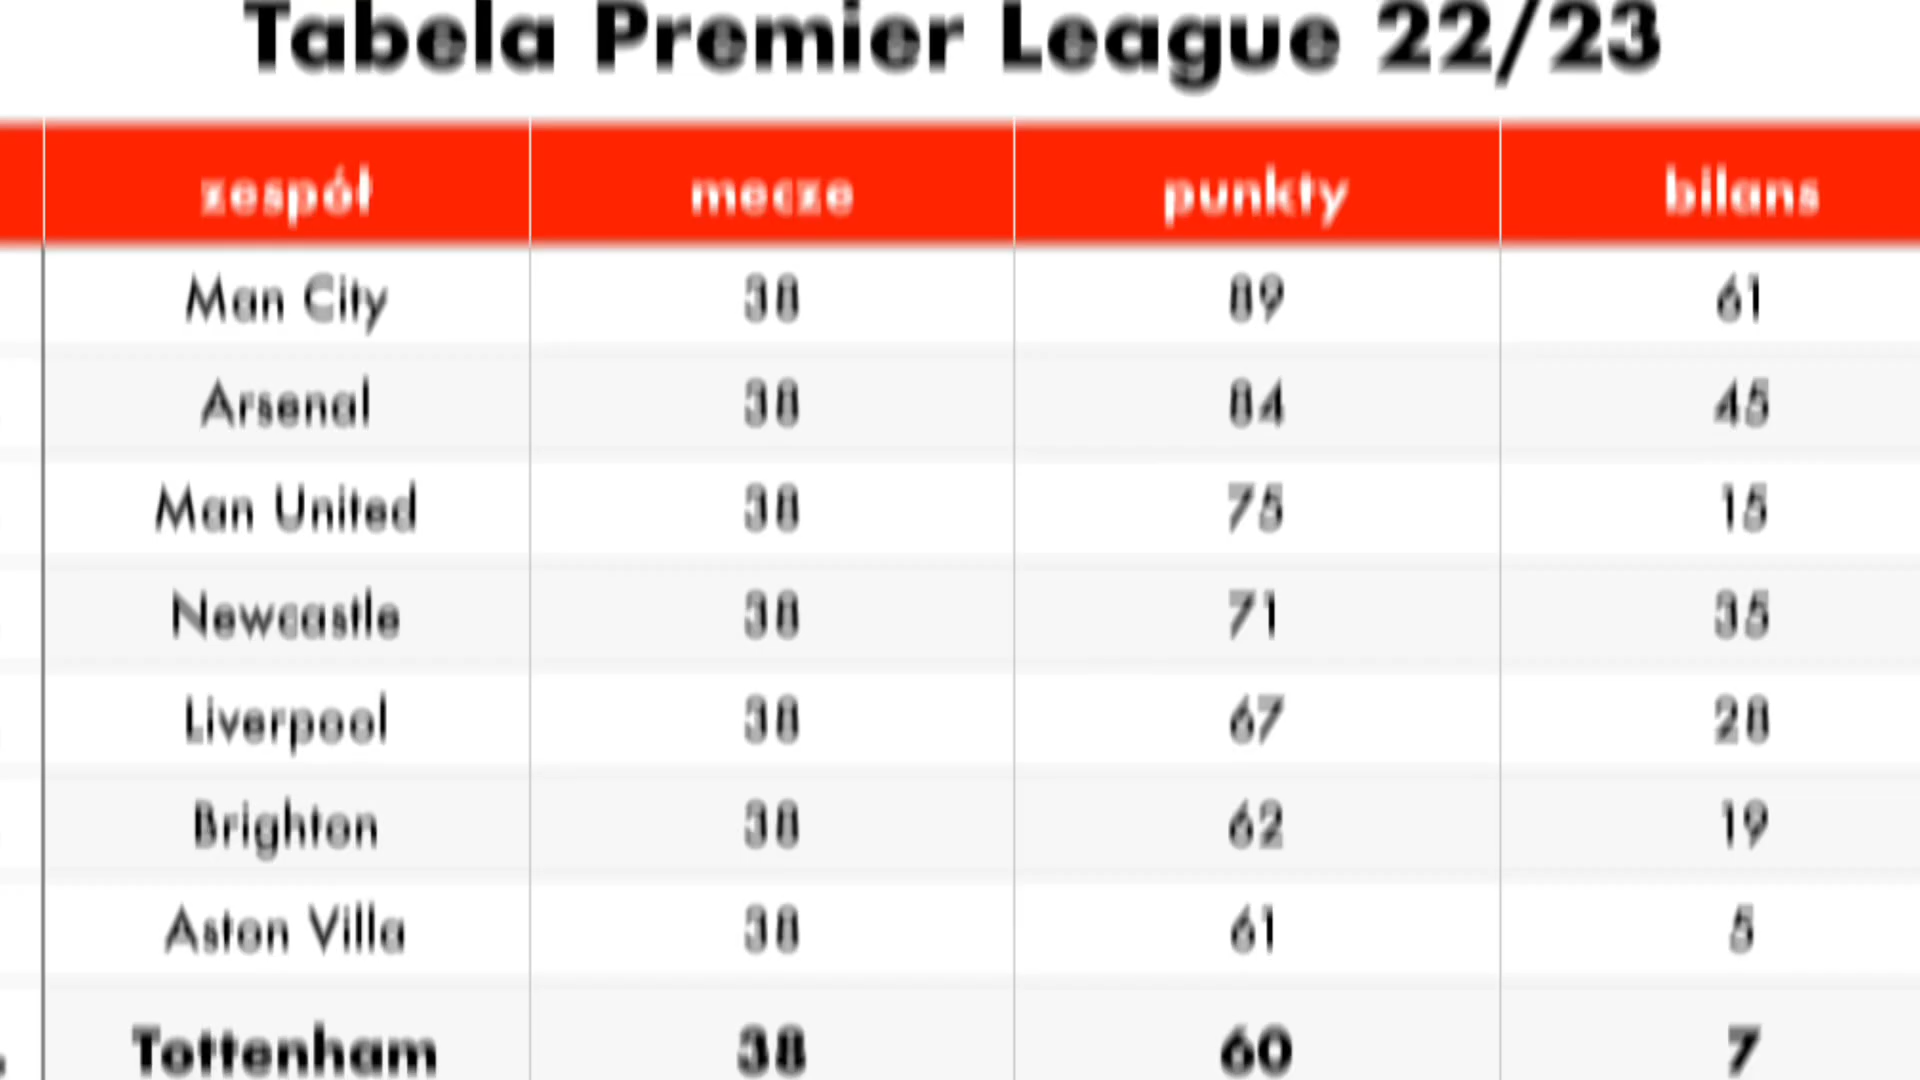 Tabela Premier League 22/23
zespół mecze punkty bilans
Man City 38 89 61
Arsenal 38 84 45
Man United 38 75 15
Newcastle 38 71 35
Liverpool 38 67 28
Brighton 38 62 19
Aston Villa 38 61 5
Tottenham 38 60 7